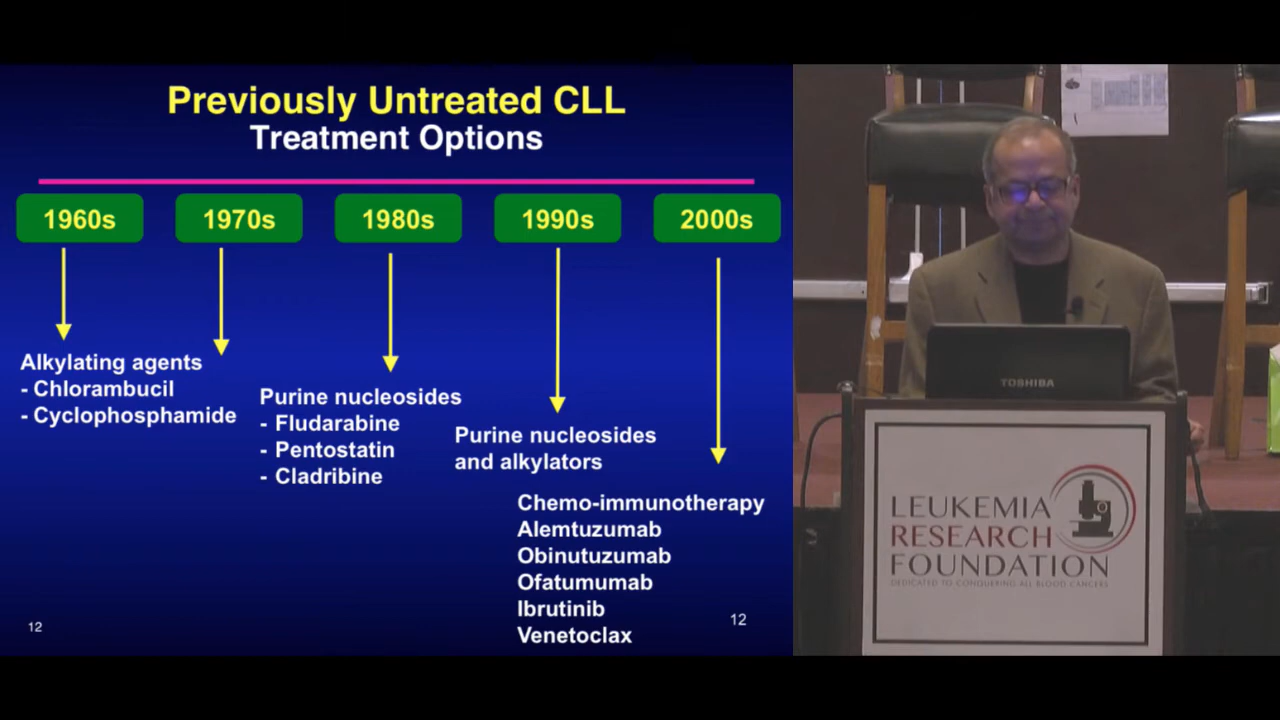 Previously Untreated CLL
Treatment Options
1960s
1970s
1980s
1990s
2000s
Alkylating agents
- Chlorambucil
- Cyclophosphamide
Purine nucleosides
- Fludarabine
- Pentostatin
- Cladribine
Purine nucleosides
and alkylators
Chemo-immunotherapy
Alemtuzumab
Obinutuzumab
Ofatumumab
Ibrutinib
Venetoclax
12
12
TOSHIBA
LEUKEMIA
RESEARCH
FOUNDATION
DEDICATED TO CONQUERING ALL BLOOD CANCERS